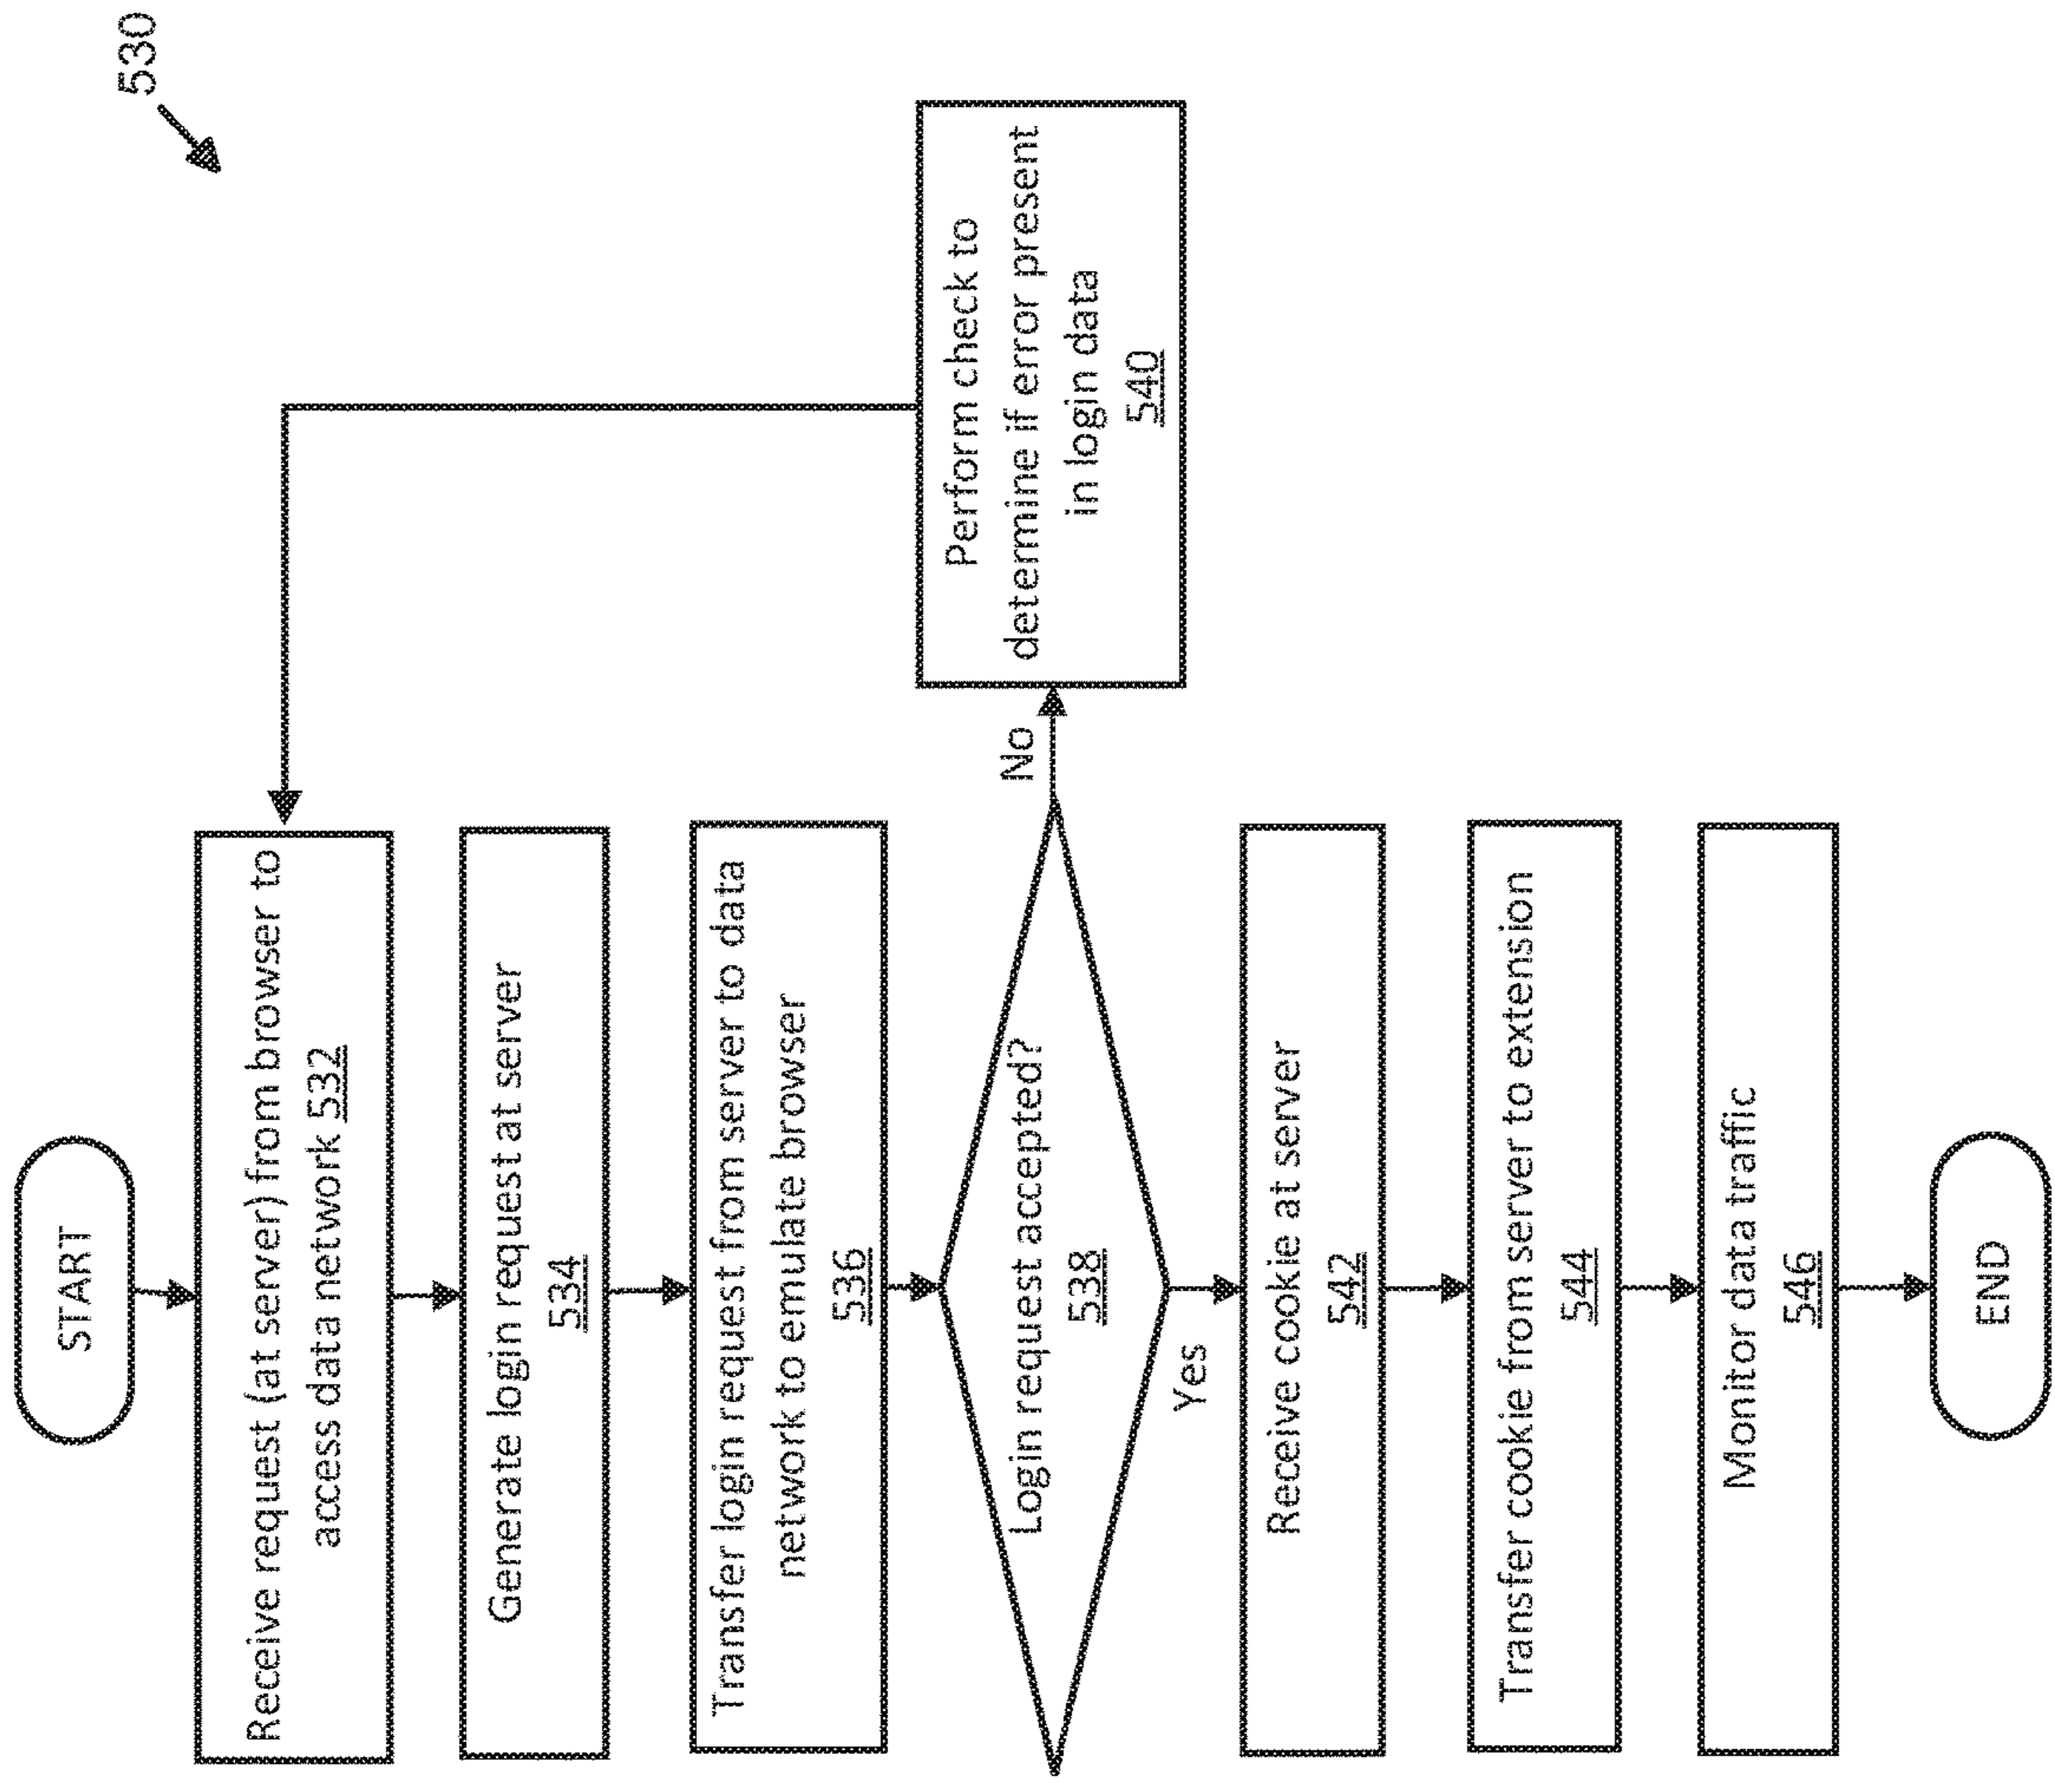 530
START
Receive request (at server) from browser to
access data network 532
Generate login request at server
534
Transfer login request from server to data
network to emulate browser
536
Login request accepted?
538
No
Perform check to
determine if error present
in login data
540
Yes
Receive cookie at server
542
Transfer cookie from server to extension
544
Monitor data traffic
546
END